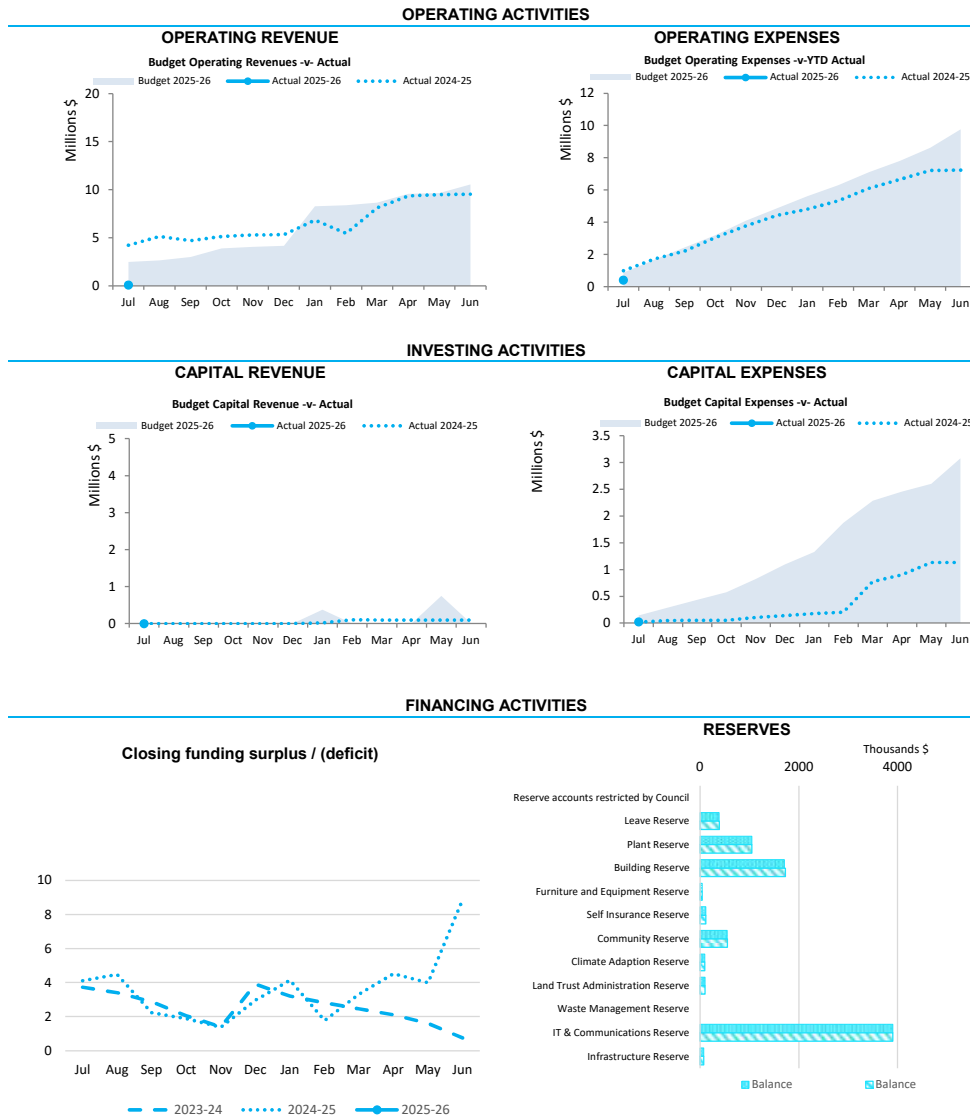 OPERATING ACTIVITIES
OPERATING REVENUE
Budget Operating Revenues -v- Actual
Budget 2025-26 Actual 2025-26 Actual 2024-25
Millions $
20
15
10
5
0
Jul Aug Sep Oct Nov Dec Jan Feb Mar Apr May Jun
OPERATING EXPENSES
Budget Operating Expenses -v-YTD Actual
Budget 2025-26 Actual 2025-26 Actual 2024-25
Millions $
12
10
8
6
4
2
0
Jul Aug Sep Oct Nov Dec Jan Feb Mar Apr May Jun
INVESTING ACTIVITIES
CAPITAL REVENUE
Budget Capital Revenue -v- Actual
Budget 2025-26 Actual 2025-26 Actual 2024-25
Millions $
5
4
3
2
1
0
Jul Aug Sep Oct Nov Dec Jan Feb Mar Apr May Jun
CAPITAL EXPENSES
Budget Capital Expenses -v- Actual
Budget 2025-26 Actual 2025-26 Actual 2024-25
Millions $
3.5
3
2.5
2
1.5
1
0.5
0
Jul Aug Sep Oct Nov Dec Jan Feb Mar Apr May Jun
FINANCING ACTIVITIES
Closing funding surplus / (deficit)
10
8
6
4
2
0
Jul Aug Sep Oct Nov Dec Jan Feb Mar Apr May Jun
2023-24 2024-25 2025-26
RESERVES
Thousands $
0 2000 4000
Reserve accounts restricted by Council
Leave Reserve
Plant Reserve
Building Reserve
Furniture and Equipment Reserve
Self Insurance Reserve
Community Reserve
Climate Adaption Reserve
Land Trust Administration Reserve
Waste Management Reserve
IT & Communications Reserve
Infrastructure Reserve
Balance Balance